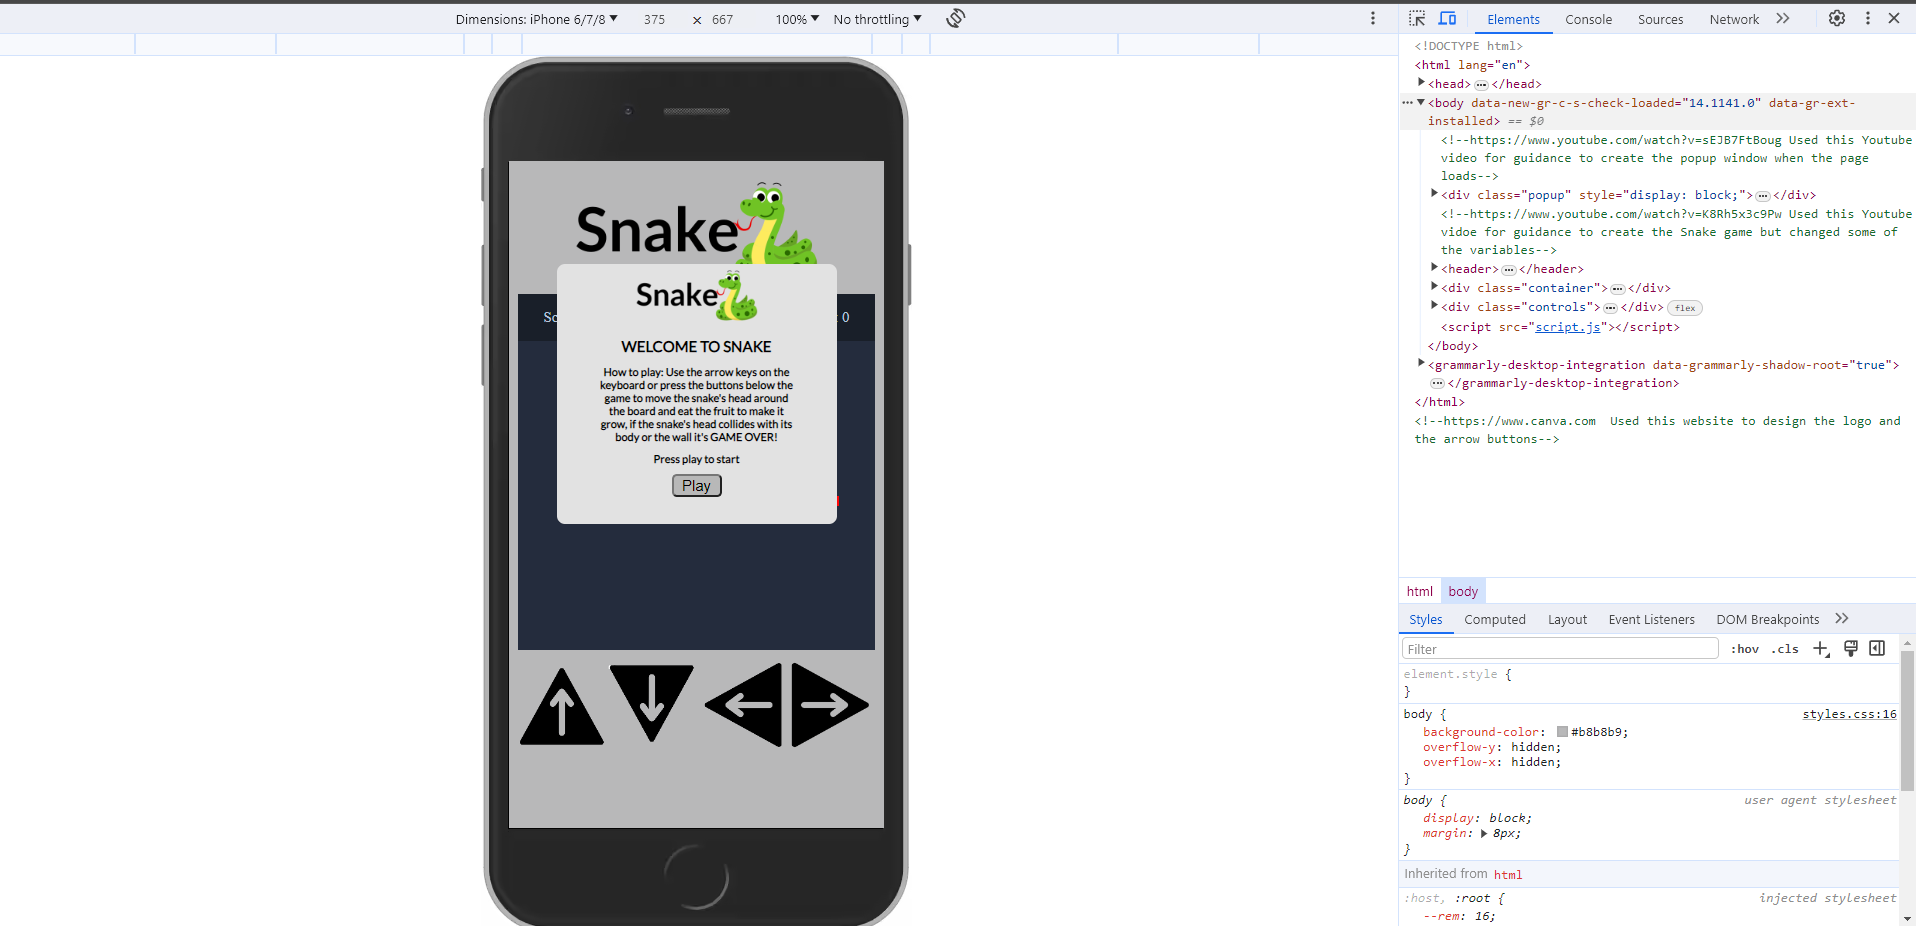 Dimensions: iPhone 6/7/8 ▼ 375 × 667 100% ▼ No throttling ▼
Elements Console Sources Network
<!DOCTYPE html>
<html lang="en">
<head> ⋯ </head>
<body data-new-gr-c-s-check-loaded="14.1141.0" data-gr-ext-
installed> == $0
<!--https://www.youtube.com/watch?v=sEJB7FtBoug Used this Youtube
video for guidance to create the popup window when the page
loads-->
<div class="popup" style="display: block;"> ⋯ </div>
<!--https://www.youtube.com/watch?v=K8Rh5x3c9Pw Used this Youtube
vidoe for guidance to create the Snake game but changed some of
the variables-->
<header> ⋯ </header>
<div class="container"> ⋯ </div>
<div class="controls"> ⋯ </div> flex
<script src="script.js"></script>
</body>
<grammarly-desktop-integration data-grammarly-shadow-root="true">
⋯ </grammarly-desktop-integration>
</html>
<!--https://www.canva.com  Used this website to design the logo and
the arrow buttons-->
html body
Styles Computed Layout Event Listeners DOM Breakpoints
Filter :hov .cls
element.style {
}
body { styles.css:16
background-color: #b8b8b9;
overflow-y: hidden;
overflow-x: hidden;
}
body { user agent stylesheet
display: block;
margin: 8px;
}
Inherited from html
:host, :root { injected stylesheet
--rem: 16;
Snake
Snake
Sc : 0
WELCOME TO SNAKE
How to play: Use the arrow keys on the
keyboard or press the buttons below the
game to move the snake's head around
the board and eat the fruit to make it
grow, if the snake's head collides with its
body or the wall it's GAME OVER!
Press play to start
Play